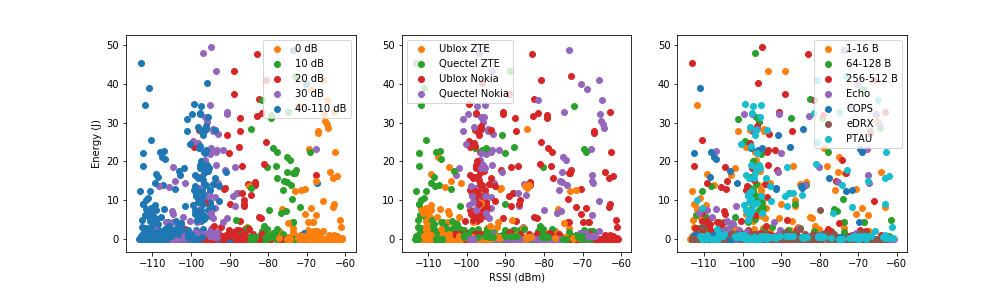 50
40
30
20
10
0
Energy (J)
−110 −100 −90 −80 −70 −60
0 dB
10 dB
20 dB
30 dB
40-110 dB
50
40
30
20
10
0
−110 −100 −90 −80 −70 −60
RSSI (dBm)
Ublox ZTE
Quectel ZTE
Ublox Nokia
Quectel Nokia
50
40
30
20
10
0
−110 −100 −90 −80 −70 −60
1-16 B
64-128 B
256-512 B
Echo
COPS
eDRX
PTAU